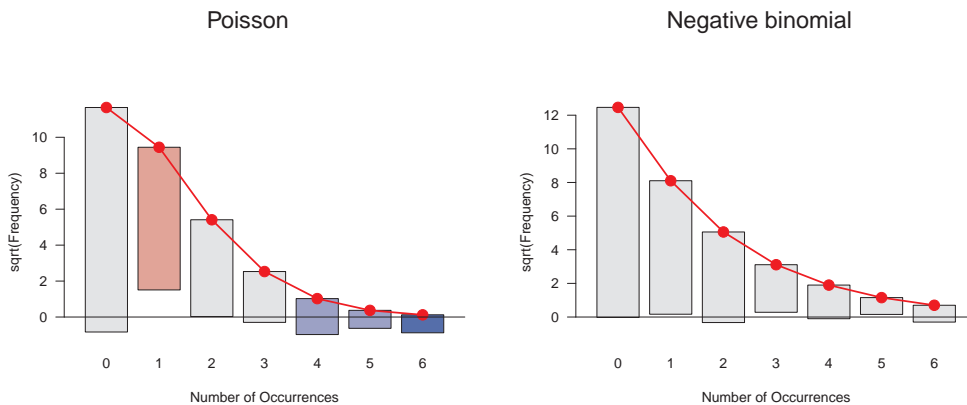 Poisson
sqrt(Frequency)
10
8
6
4
2
0
0 1 2 3 4 5 6
Number of Occurrences
Negative binomial
sqrt(Frequency)
12
10
8
6
4
2
0
0 1 2 3 4 5 6
Number of Occurrences